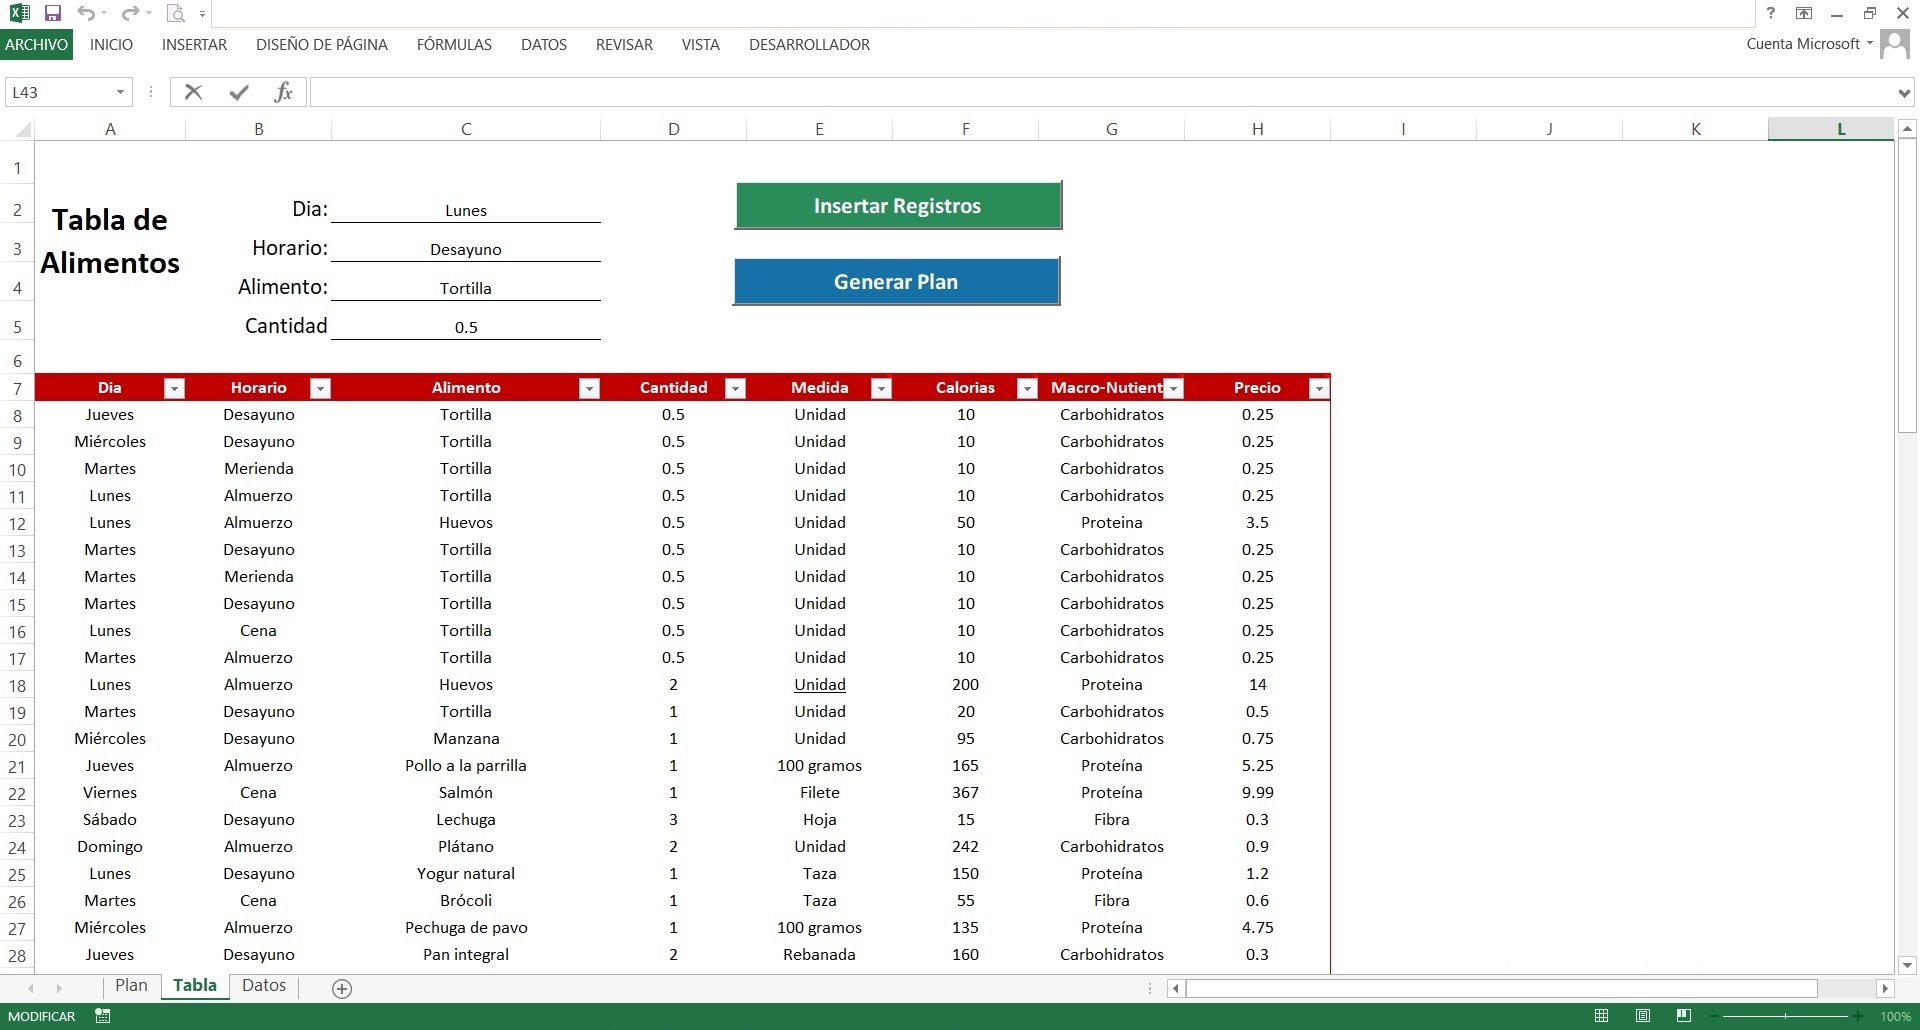 ARCHIVO INICIO INSERTAR DISEÑO DE PÁGINA FÓRMULAS DATOS REVISAR VISTA DESARROLLADOR Cuenta Microsoft
L43 fx
A B C D E F G H I J K L
1
2 Dia: Lunes Insertar Registros
Tabla de
3 Horario: Desayuno
Alimentos
4 Alimento: Tortilla Generar Plan
5 Cantidad 0.5
6
7 Dia Horario Alimento Cantidad Medida Calorias Macro-Nutient Precio
8 Jueves Desayuno Tortilla 0.5 Unidad 10 Carbohidratos 0.25
9 Miércoles Desayuno Tortilla 0.5 Unidad 10 Carbohidratos 0.25
10 Martes Merienda Tortilla 0.5 Unidad 10 Carbohidratos 0.25
11 Lunes Almuerzo Tortilla 0.5 Unidad 10 Carbohidratos 0.25
12 Lunes Almuerzo Huevos 0.5 Unidad 50 Proteina 3.5
13 Martes Desayuno Tortilla 0.5 Unidad 10 Carbohidratos 0.25
14 Martes Merienda Tortilla 0.5 Unidad 10 Carbohidratos 0.25
15 Martes Desayuno Tortilla 0.5 Unidad 10 Carbohidratos 0.25
16 Lunes Cena Tortilla 0.5 Unidad 10 Carbohidratos 0.25
17 Martes Almuerzo Tortilla 0.5 Unidad 10 Carbohidratos 0.25
18 Lunes Almuerzo Huevos 2 Unidad 200 Proteina 14
19 Martes Desayuno Tortilla 1 Unidad 20 Carbohidratos 0.5
20 Miércoles Desayuno Manzana 1 Unidad 95 Carbohidratos 0.75
21 Jueves Almuerzo Pollo a la parrilla 1 100 gramos 165 Proteína 5.25
22 Viernes Cena Salmón 1 Filete 367 Proteína 9.99
23 Sábado Desayuno Lechuga 3 Hoja 15 Fibra 0.3
24 Domingo Almuerzo Plátano 2 Unidad 242 Carbohidratos 0.9
25 Lunes Desayuno Yogur natural 1 Taza 150 Proteína 1.2
26 Martes Cena Brócoli 1 Taza 55 Fibra 0.6
27 Miércoles Almuerzo Pechuga de pavo 1 100 gramos 135 Proteína 4.75
28 Jueves Desayuno Pan integral 2 Rebanada 160 Carbohidratos 0.3
Plan Tabla Datos
MODIFICAR 100%